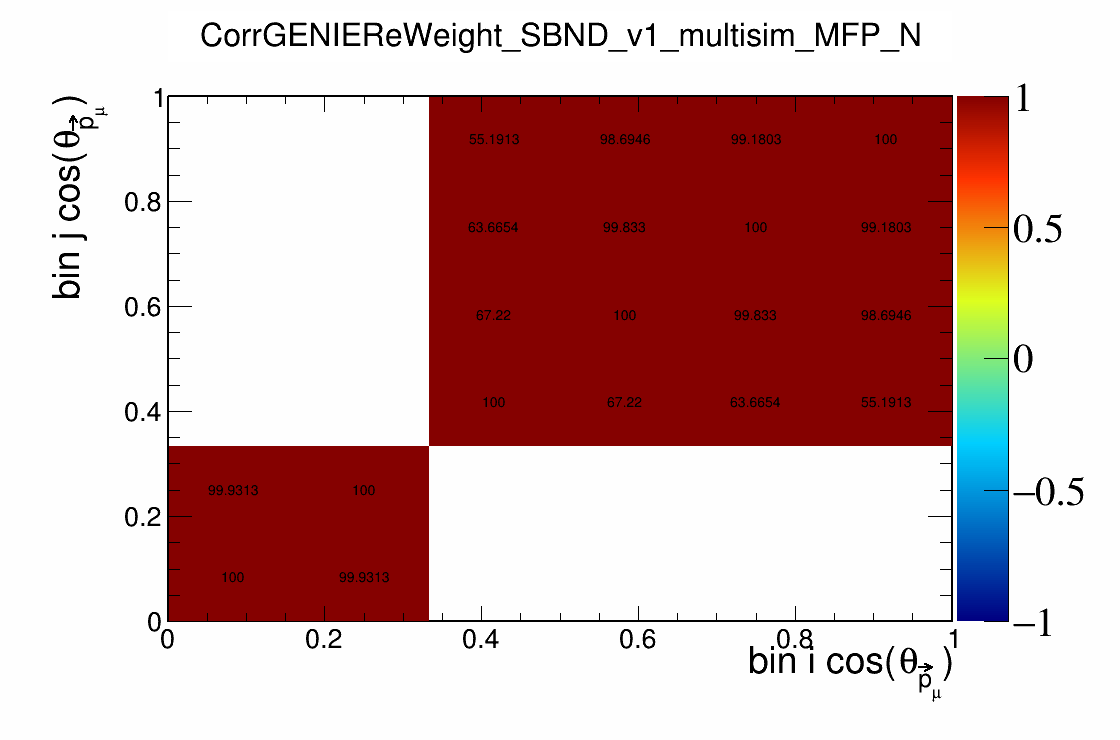 CorrGENIEReWeight_SBND_v1_multisim_MFP_N
bin j cos(θp⃗μ)
1
0.8
0.6
0.4
0.2
0
55.1913 98.6946 99.1803 100
63.6654 99.833 100 99.1803
67.22 100 99.833 98.6946
100 67.22 63.6654 55.1913
99.9313 100
100 99.9313
1
0.5
0
−0.5
−1
0 0.2 0.4 0.6 0.8 1
bin i cos(θp⃗μ)